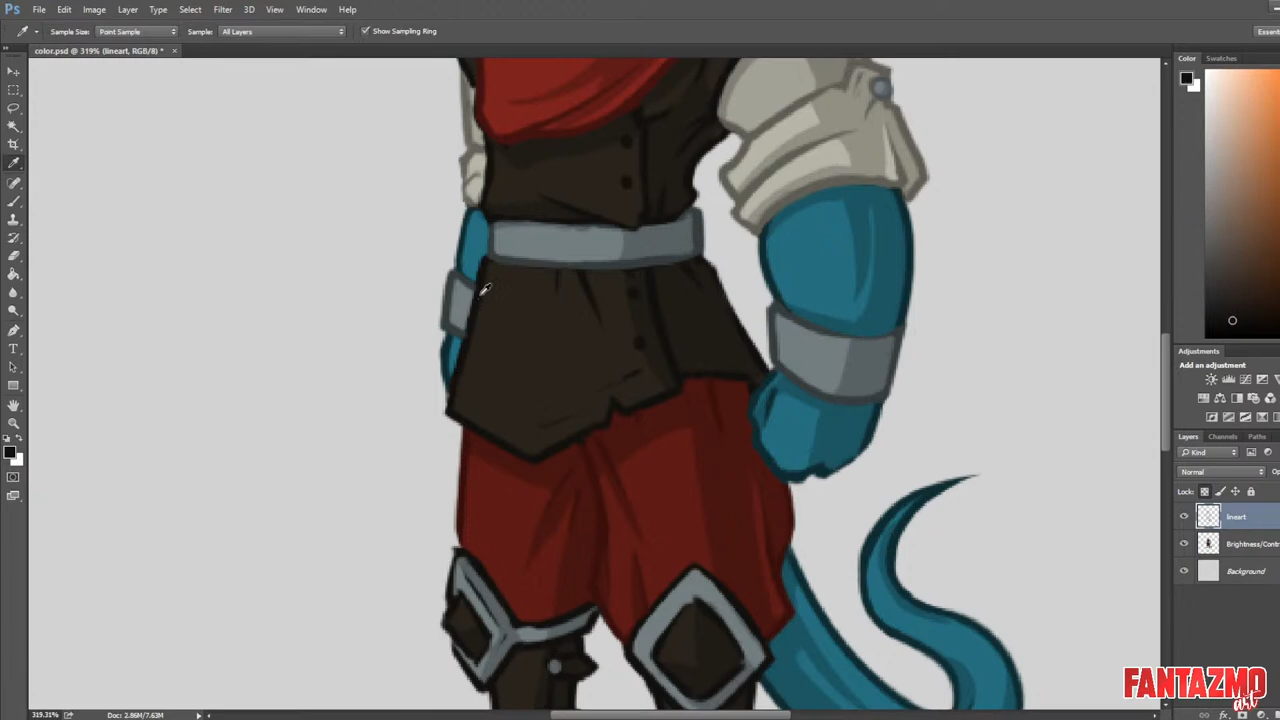 Ps File Edit Image Layer Type Select Filter 3D View Window Help
Sample Size: Point Sample Sample: All Layers Show Sampling Ring
color.psd @ 319% (lineart, RGB/8) * ×
Color Swatches
Adjustments
Add an adjustment
Layers Channels Paths
Kind
Normal
Lock:
lineart
Brightness/Contr
Background
319.31% Doc: 2.86M/7.63M
FANTAZMO
art